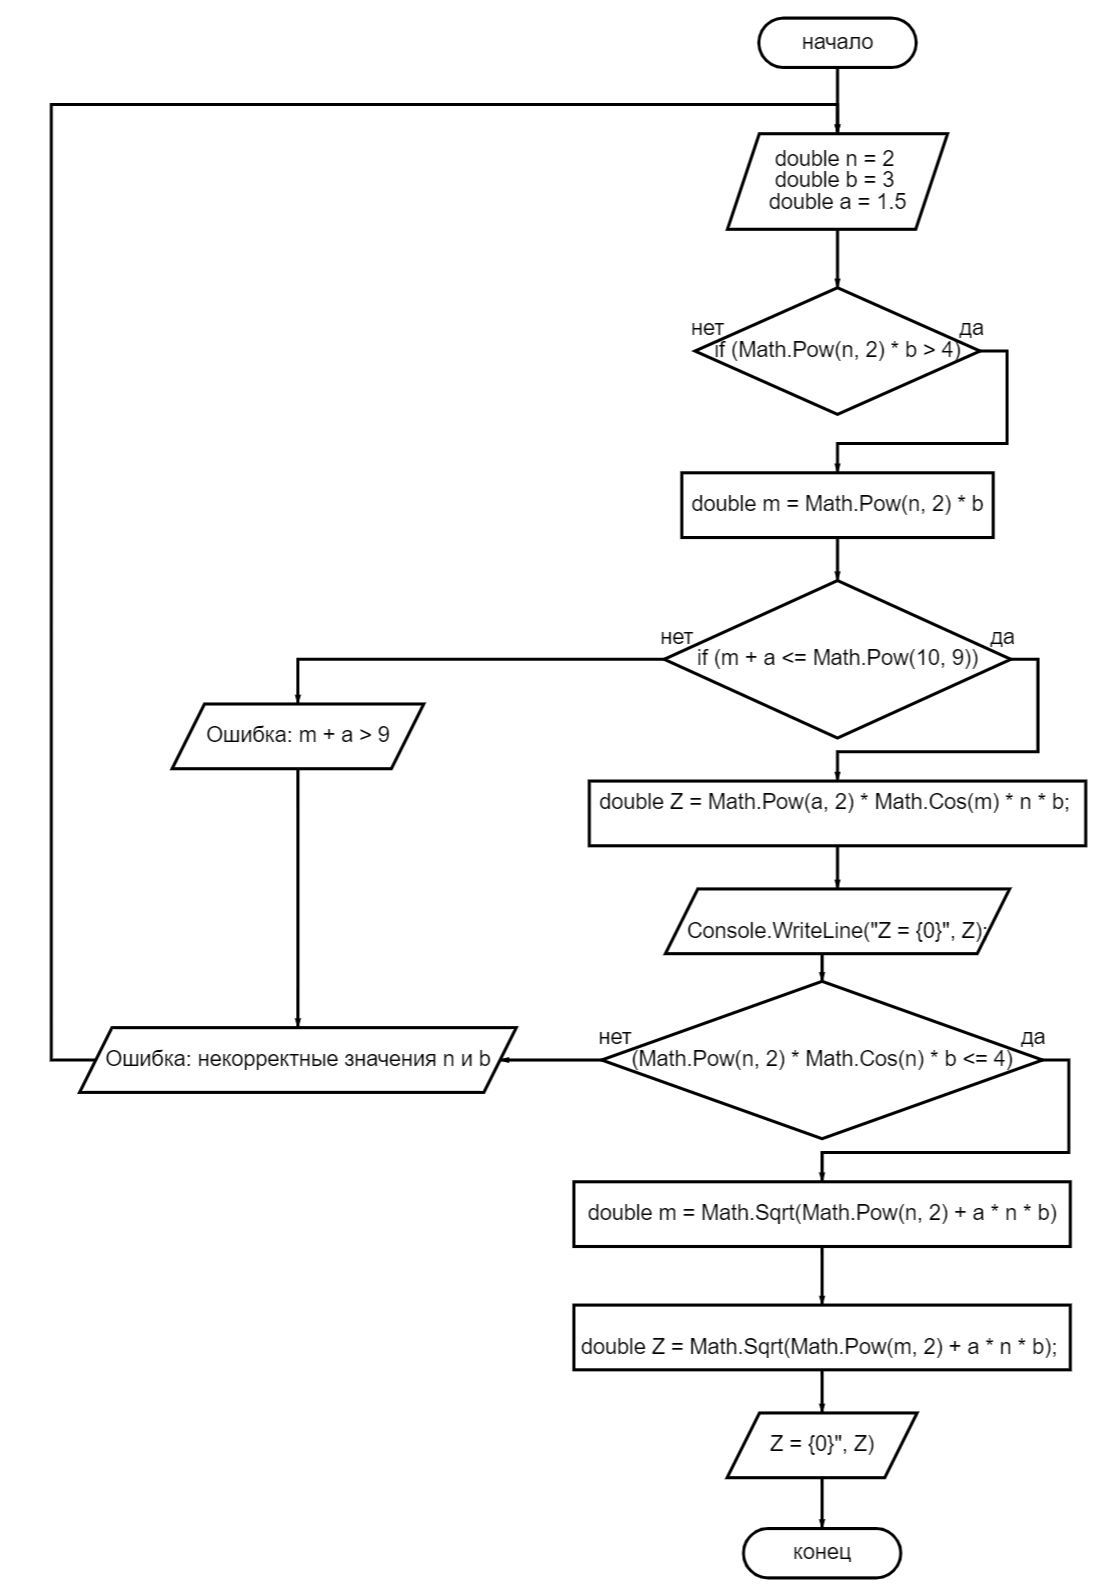 начало
double n = 2
double b = 3
double a = 1.5
нет
да
if (Math.Pow(n, 2) * b > 4)
double m = Math.Pow(n, 2) * b
нет
да
if (m + a <= Math.Pow(10, 9))
Ошибка: m + a > 9
double Z = Math.Pow(a, 2) * Math.Cos(m) * n * b;
Console.WriteLine("Z = {0}", Z);
нет
да
Ошибка: некорректные значения n и b
(Math.Pow(n, 2) * Math.Cos(n) * b <= 4)
double m = Math.Sqrt(Math.Pow(n, 2) + a * n * b)
double Z = Math.Sqrt(Math.Pow(m, 2) + a * n * b);
Z = {0}", Z)
конец